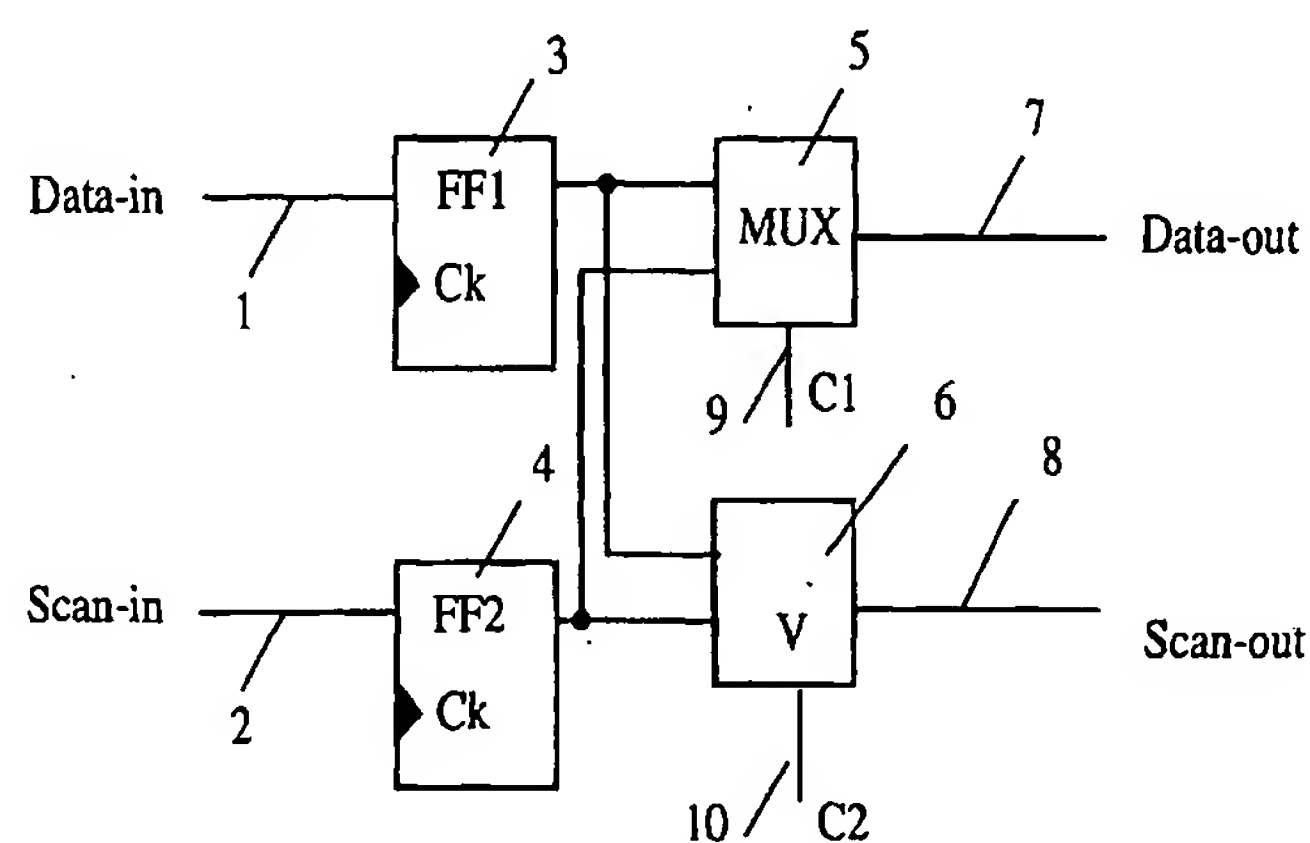 3
5
7
Data-in
FF1
MUX
Data-out
Ck
1
9
C1
6
4
8
Scan-in
FF2
V
Scan-out
Ck
2
10
C2